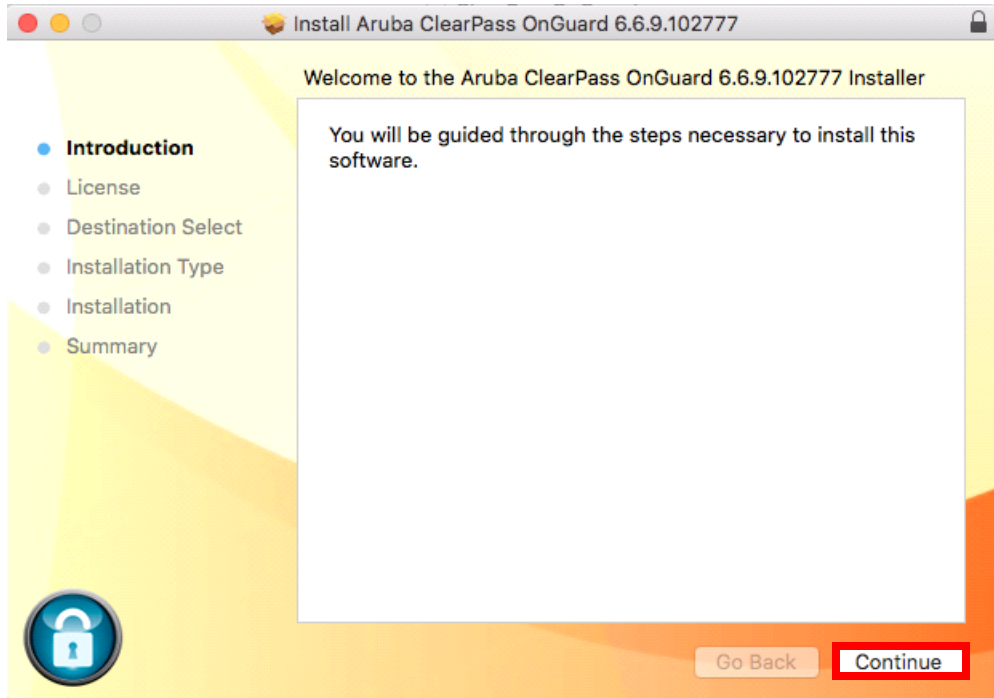 Install Aruba ClearPass OnGuard 6.6.9.102777
Welcome to the Aruba ClearPass OnGuard 6.6.9.102777 Installer
Introduction
License
Destination Select
Installation Type
Installation
Summary
You will be guided through the steps necessary to install this
software.
Go Back
Continue